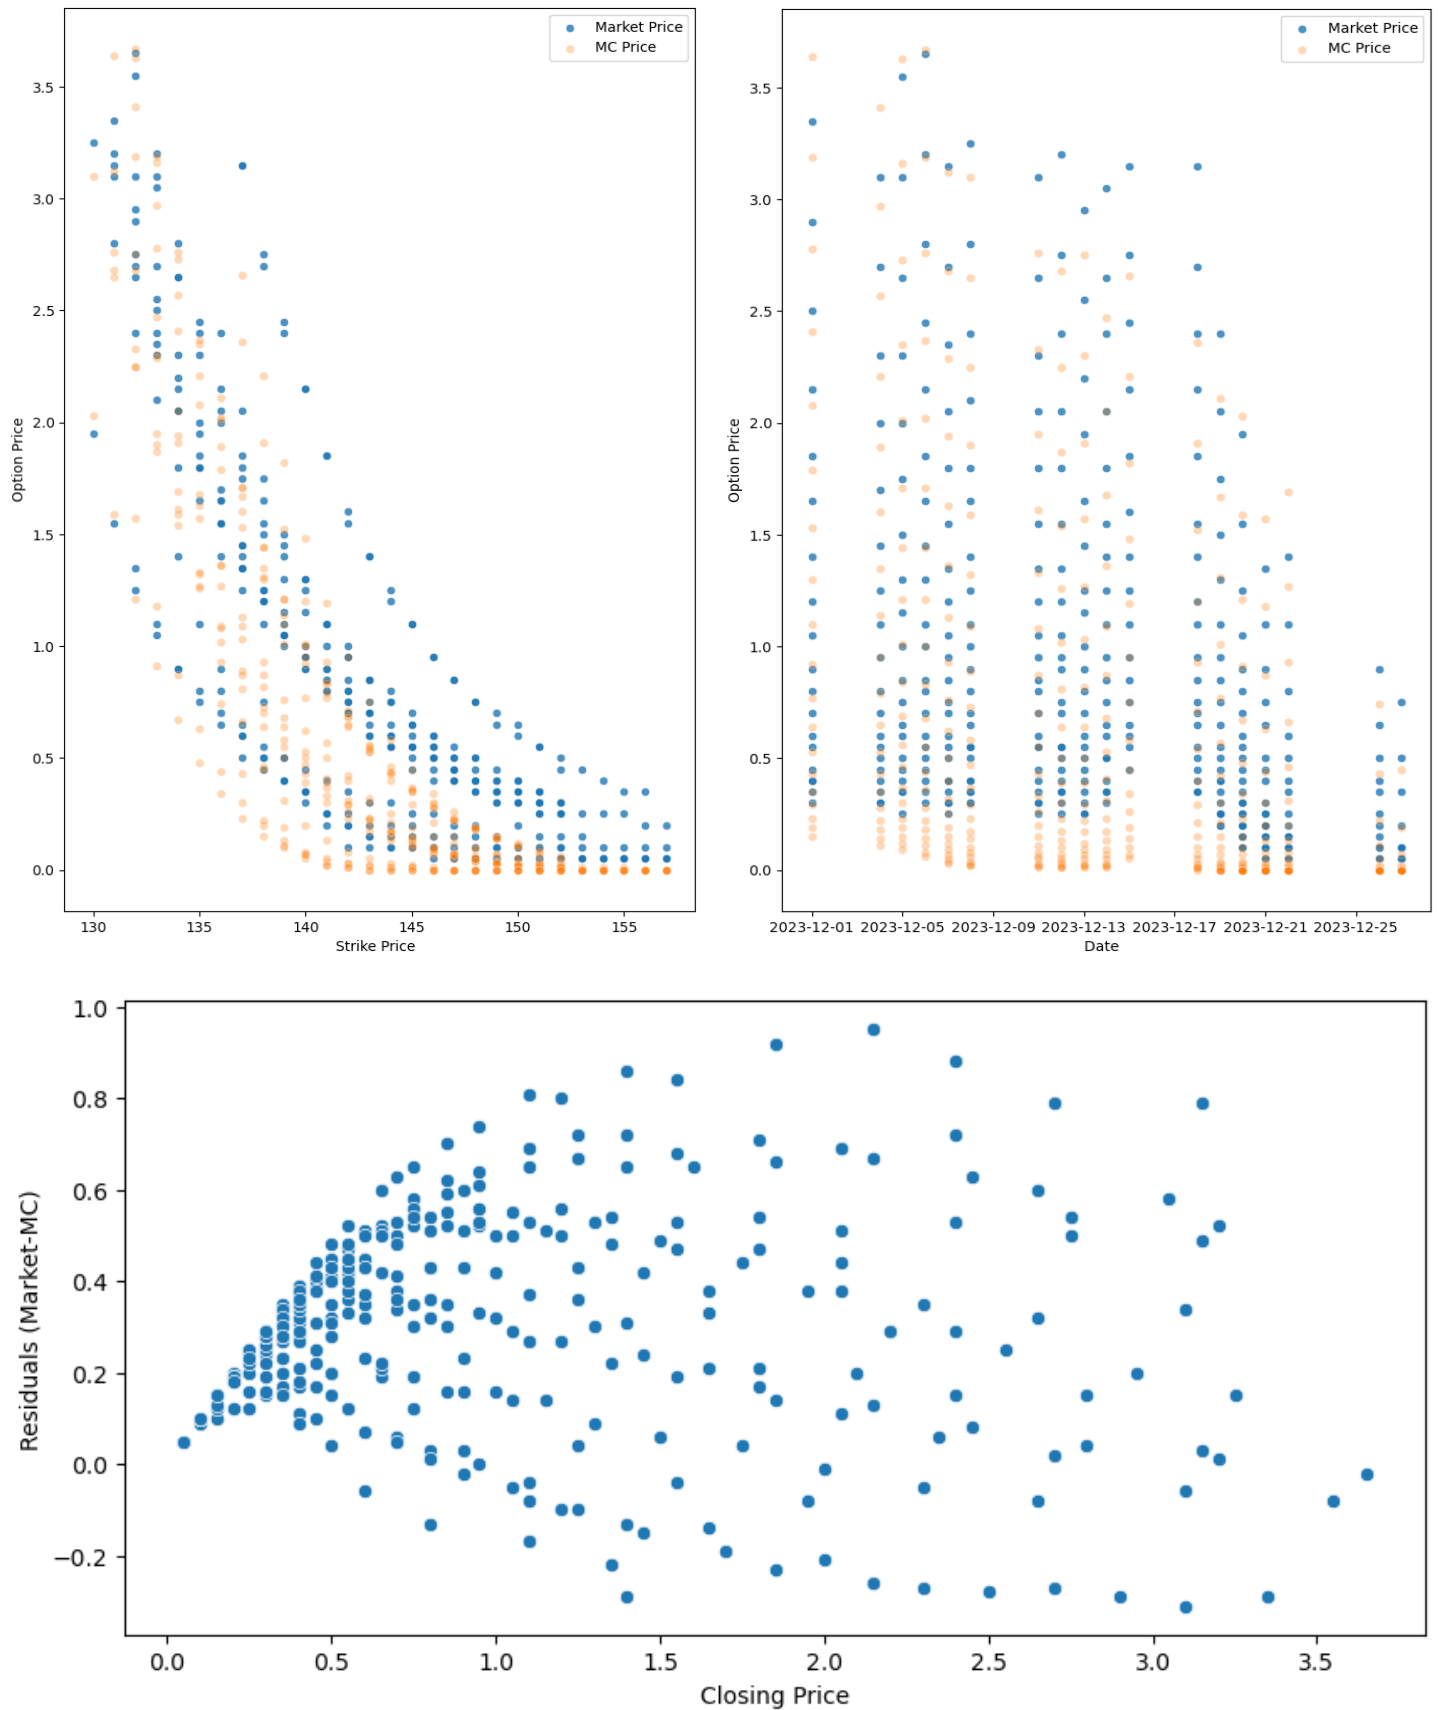 Market Price
MC Price
3.5
3.0
2.5
2.0
1.5
1.0
0.5
0.0
Option Price
130 135 140 145 150 155
Strike Price
Market Price
MC Price
3.5
3.0
2.5
2.0
1.5
1.0
0.5
0.0
Option Price
2023-12-01 2023-12-05 2023-12-09 2023-12-13 2023-12-17 2023-12-21 2023-12-25
Date
1.0
0.8
0.6
0.4
0.2
0.0
−0.2
Residuals (Market-MC)
0.0 0.5 1.0 1.5 2.0 2.5 3.0 3.5
Closing Price